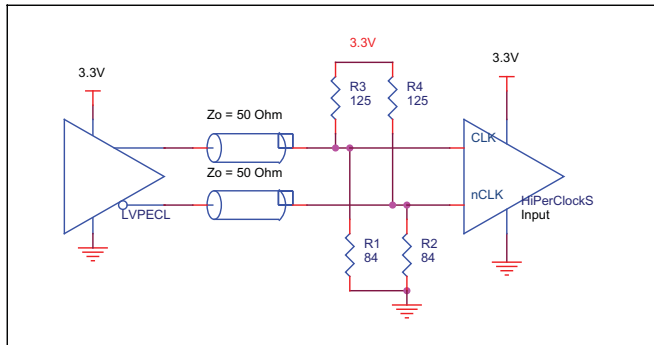 3.3V
3.3V
3.3V
R3
125
R4
125
Zo = 50 Ohm
CLK
Zo = 50 Ohm
nCLK
HiPerClockS
Input
LVPECL
R1
84
R2
84